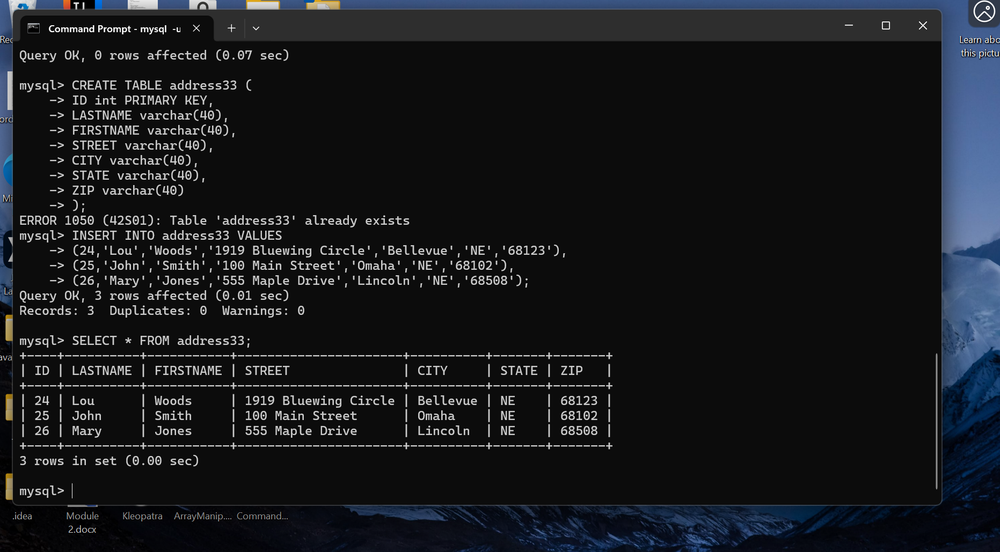 Command Prompt - mysql  -u
Query OK, 0 rows affected (0.07 sec)
mysql> CREATE TABLE address33 (
    -> ID int PRIMARY KEY,
    -> LASTNAME varchar(40),
    -> FIRSTNAME varchar(40),
    -> STREET varchar(40),
    -> CITY varchar(40),
    -> STATE varchar(40),
    -> ZIP varchar(40)
    -> );
ERROR 1050 (42S01): Table 'address33' already exists
mysql> INSERT INTO address33 VALUES
    -> (24,'Lou','Woods','1919 Bluewing Circle','Bellevue','NE','68123'),
    -> (25,'John','Smith','100 Main Street','Omaha','NE','68102'),
    -> (26,'Mary','Jones','555 Maple Drive','Lincoln','NE','68508');
Query OK, 3 rows affected (0.01 sec)
Records: 3  Duplicates: 0  Warnings: 0
mysql> SELECT * FROM address33;
+----+----------+-----------+----------------------+----------+-------+-------+
| ID | LASTNAME | FIRSTNAME | STREET               | CITY     | STATE | ZIP   |
+----+----------+-----------+----------------------+----------+-------+-------+
| 24 | Lou      | Woods     | 1919 Bluewing Circle | Bellevue | NE    | 68123 |
| 25 | John     | Smith     | 100 Main Street      | Omaha    | NE    | 68102 |
| 26 | Mary     | Jones     | 555 Maple Drive      | Lincoln  | NE    | 68508 |
+----+----------+-----------+----------------------+----------+-------+-------+
3 rows in set (0.00 sec)
mysql>
Learn abo
this pictu
Rec
ord
Mi
La
ava
.idea
Module
2.docx
Kleopatra
ArrayManip....
Command...